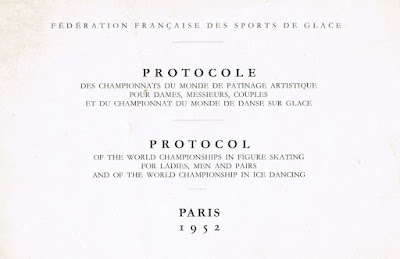 FÉDÉRATION FRANÇAISE DES SPORTS DE GLACE
PROTOCOLE
DES CHAMPIONNATS DU MONDE DE PATINAGE ARTISTIQUE
POUR DAMES, MESSIEURS, COUPLES
ET DU CHAMPIONNAT DU MONDE DE DANSE SUR GLACE
PROTOCOL
OF THE WORLD CHAMPIONSHIPS IN FIGURE SKATING
FOR LADIES, MEN AND PAIRS
AND OF THE WORLD CHAMPIONSHIP IN ICE DANCING
PARIS
1952